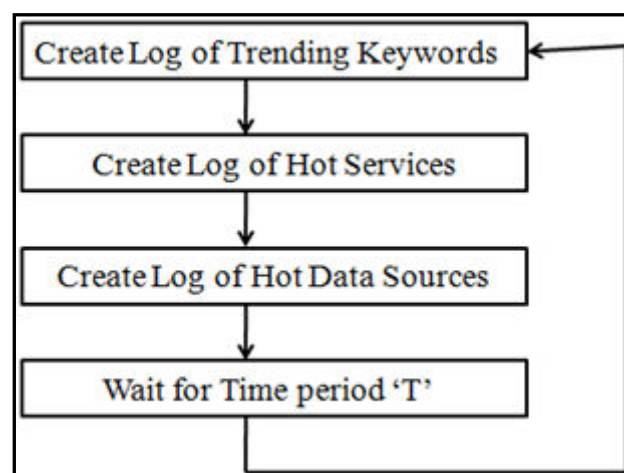 Create Log of Trending Keywords
Create Log of Hot Services
Create Log of Hot Data Sources
Wait for Time period ‘T’